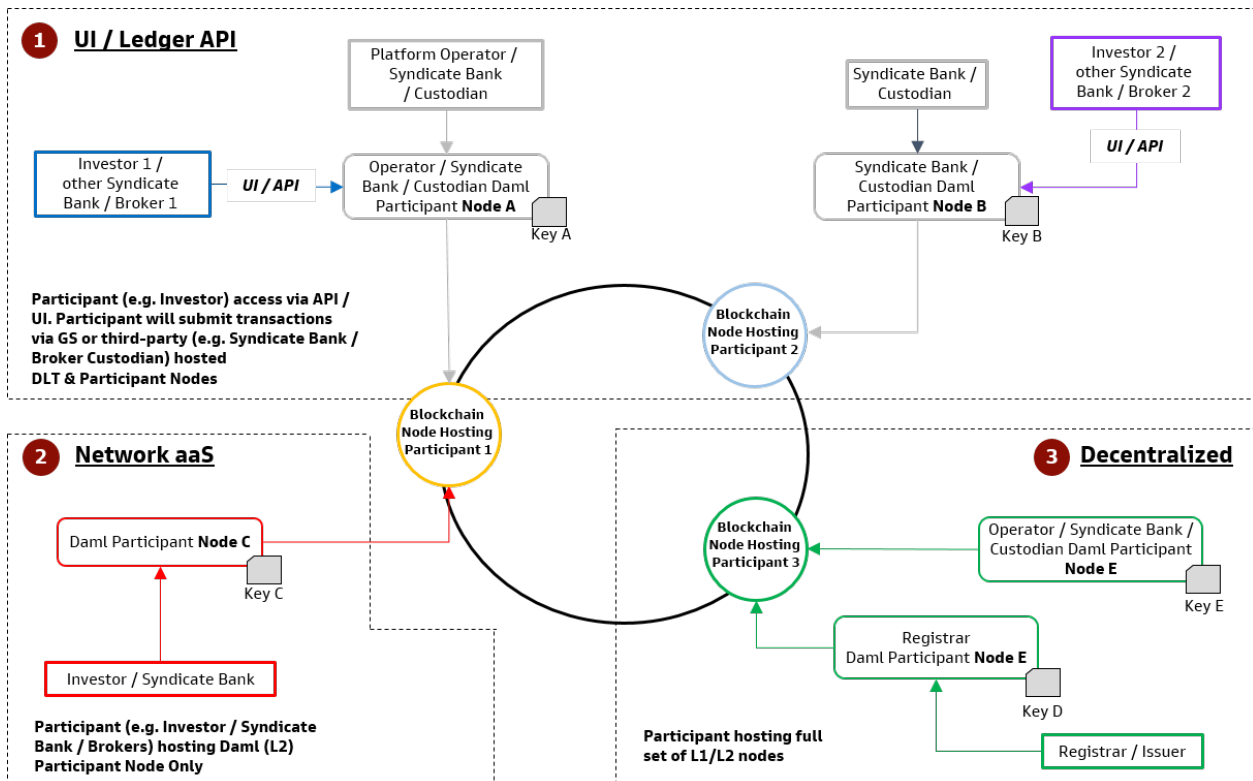 1
UI / Ledger API
Platform Operator /
Syndicate Bank
/ Custodian
Syndicate Bank /
Custodian
Investor 2 /
other Syndicate
Bank / Broker 2
Investor 1 /
other Syndicate
Bank / Broker 1
UI / API
Operator / Syndicate
Bank / Custodian Daml
Participant Node A
Key A
Syndicate Bank /
Custodian Daml
Participant Node B
Key B
UI / API
Participant (e.g. Investor) access via API /
UI. Participant will submit transactions
via GS or third-party (e.g. Syndicate Bank /
Broker Custodian) hosted
DLT & Participant Nodes
Blockchain
Node Hosting
Participant 2
Blockchain
Node Hosting
Participant 1
2
Network aaS
Daml Participant Node C
Key C
Investor / Syndicate Bank
Participant (e.g. Investor / Syndicate
Bank / Brokers) hosting Daml (L2)
Participant Node Only
3
Decentralized
Blockchain
Node Hosting
Participant 3
Operator / Syndicate Bank /
Custodian Daml Participant
Node E
Key E
Registrar
Daml Participant Node E
Key D
Participant hosting full
set of L1/L2 nodes
Registrar / Issuer